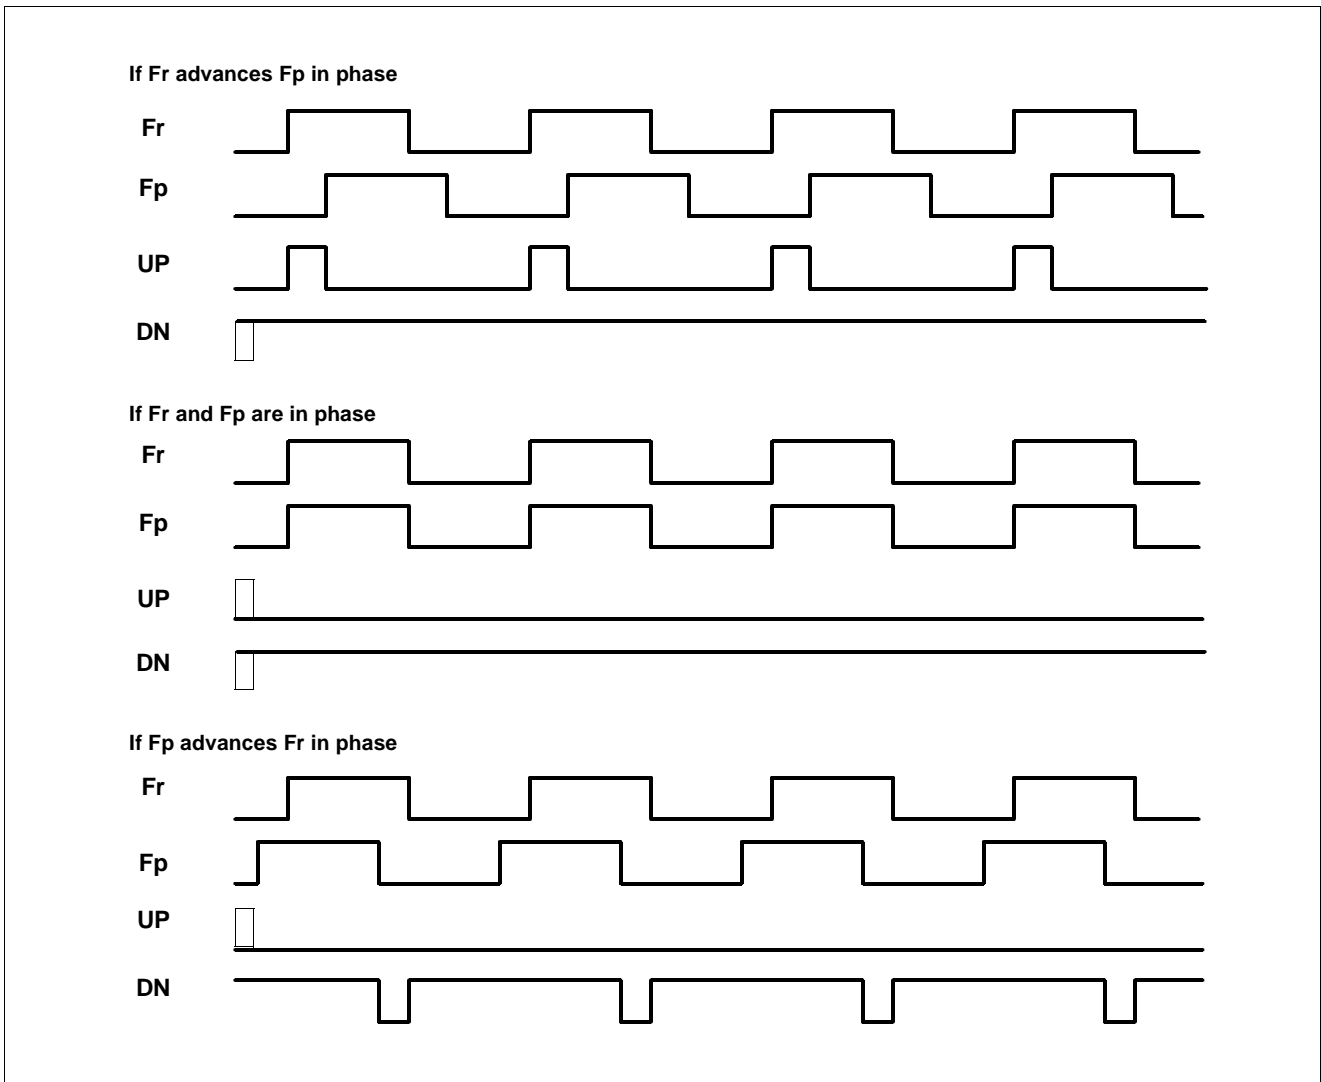 If Fr advances Fp in phase
Fr
Fp
UP
DN
If Fr and Fp are in phase
Fr
Fp
UP
DN
If Fp advances Fr in phase
Fr
Fp
UP
DN